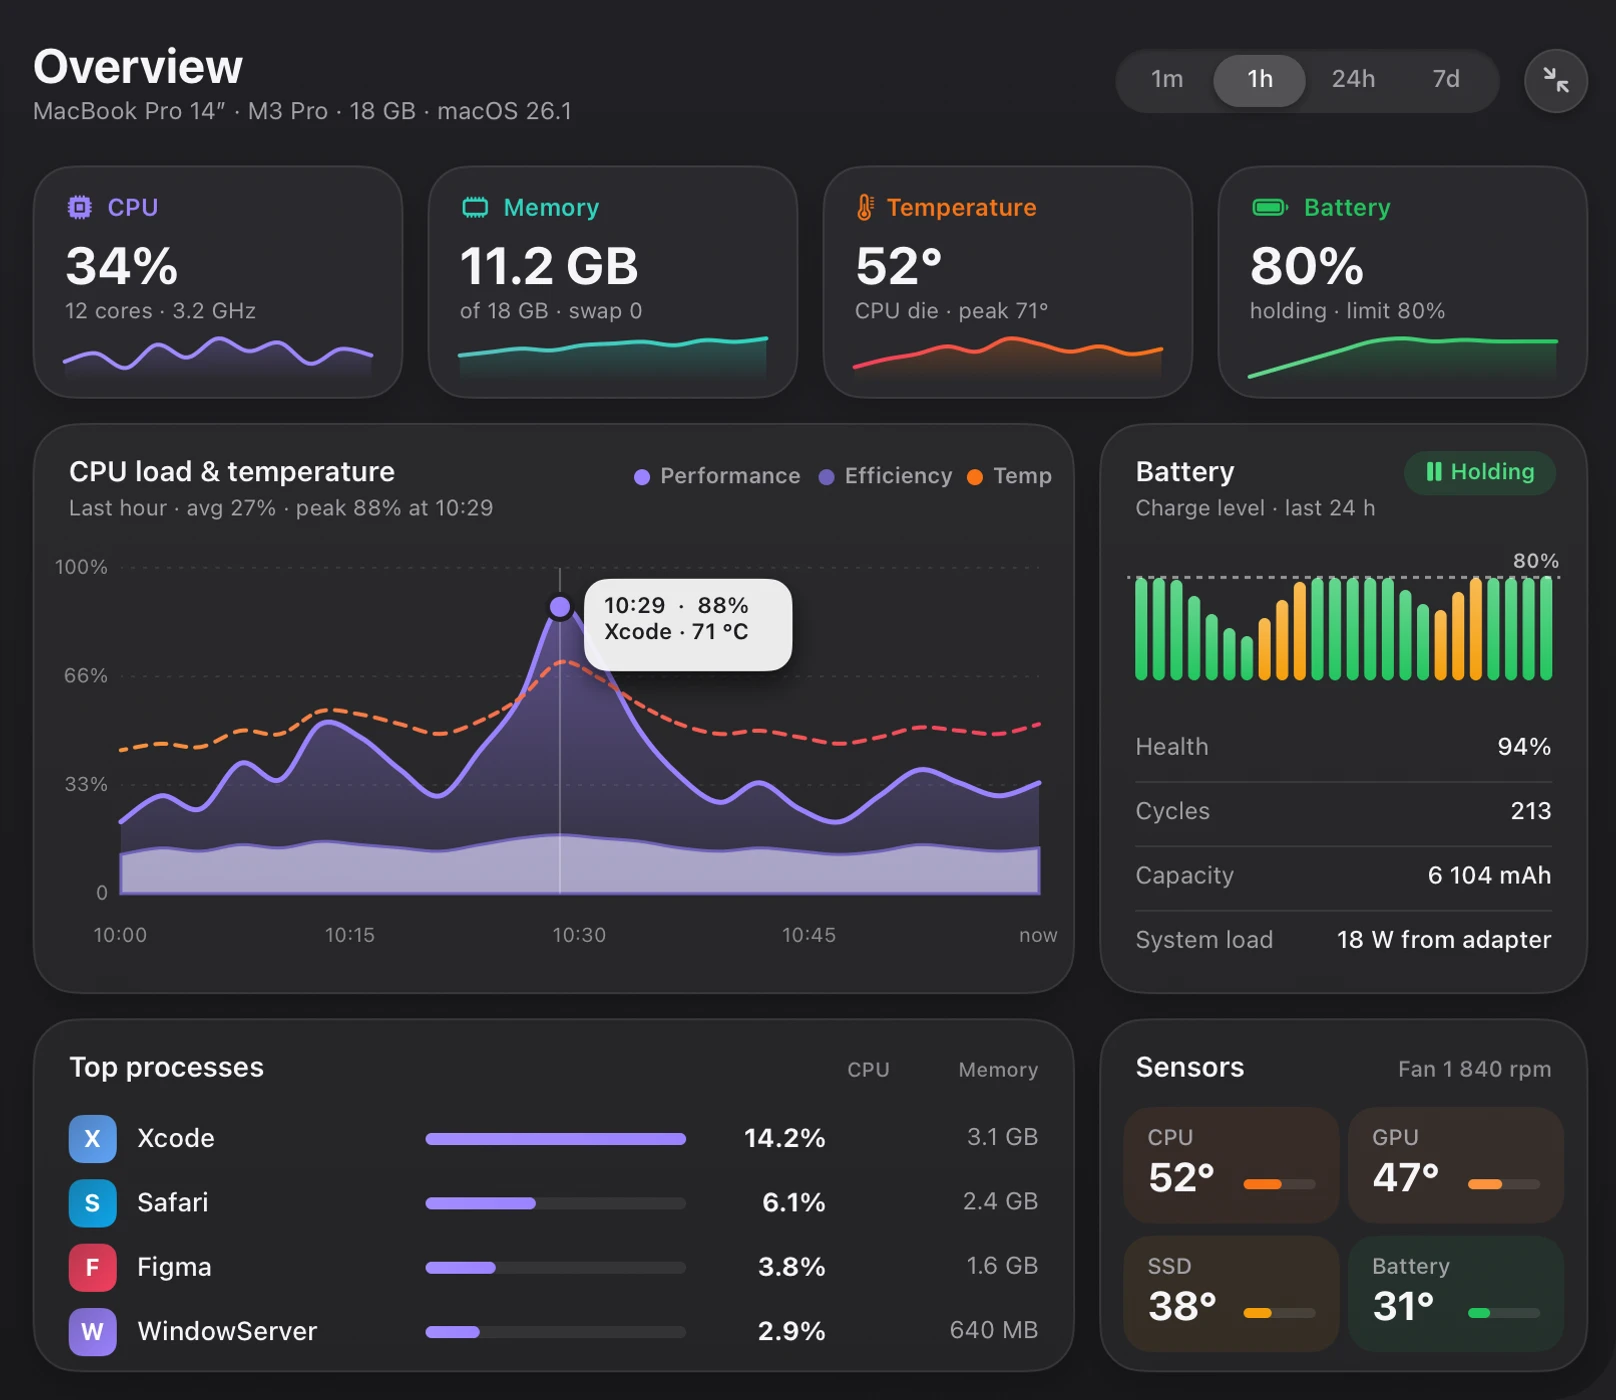 Overview
MacBook Pro 14″ · M3 Pro · 18 GB · macOS 26.1
1m 1h 24h 7d
CPU
34%
12 cores · 3.2 GHz
Memory
11.2 GB
of 18 GB · swap 0
Temperature
52°
CPU die · peak 71°
Battery
80%
holding · limit 80%
CPU load & temperature
Last hour · avg 27% · peak 88% at 10:29
Performance Efficiency Temp
100%
66%
33%
0
10:29 · 88%
Xcode · 71 °C
10:00 10:15 10:30 10:45 now
Battery
Charge level · last 24 h
Holding
80%
Health 94%
Cycles 213
Capacity 6 104 mAh
System load 18 W from adapter
Top processes CPU Memory
X Xcode 14.2% 3.1 GB
S Safari 6.1% 2.4 GB
F Figma 3.8% 1.6 GB
W WindowServer 2.9% 640 MB
Sensors Fan 1 840 rpm
CPU
52°
GPU
47°
SSD
38°
Battery
31°